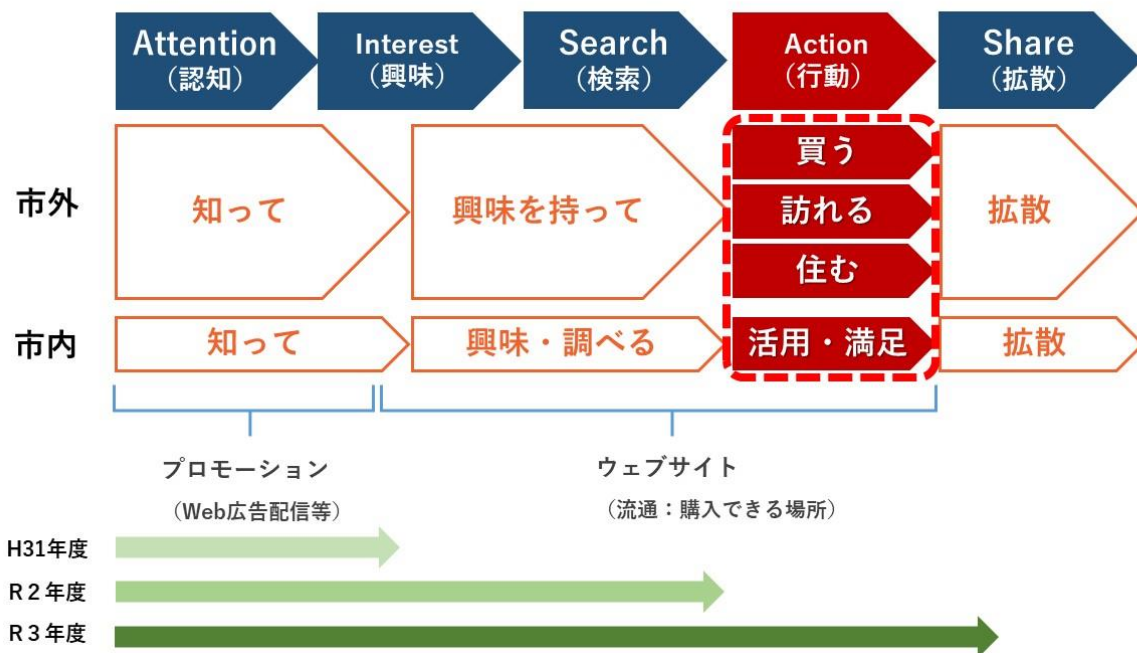 Attention
（認知）
Interest
（興味）
Search
（検索）
Action
（行動）
Share
（拡散）
市外
知って
興味を持って
買う
訪れる
住む
拡散
市内
知って
興味・調べる
活用・満足
拡散
プロモーション
（Web広告配信等）
ウェブサイト
（流通：購入できる場所）
H31年度
R２年度
R３年度